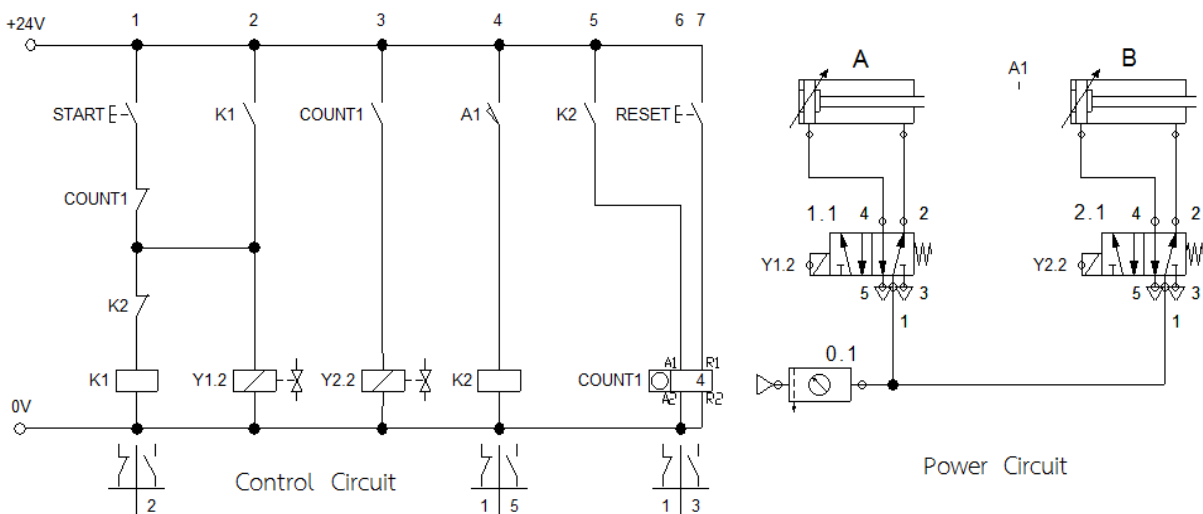 1 2 3 4 5 6 7
+24V
START K1 COUNT1 A1 K2 RESET
COUNT1
K2
A1 R1
K1 Y1.2 Y2.2 K2 COUNT1 4
A2 R2
0V
2 1 5 1 3
Control Circuit
A A1 B
1.1 4 2 2.1 4 2
Y1.2 Y2.2
5 3 5 3
1 1
0.1
Power Circuit